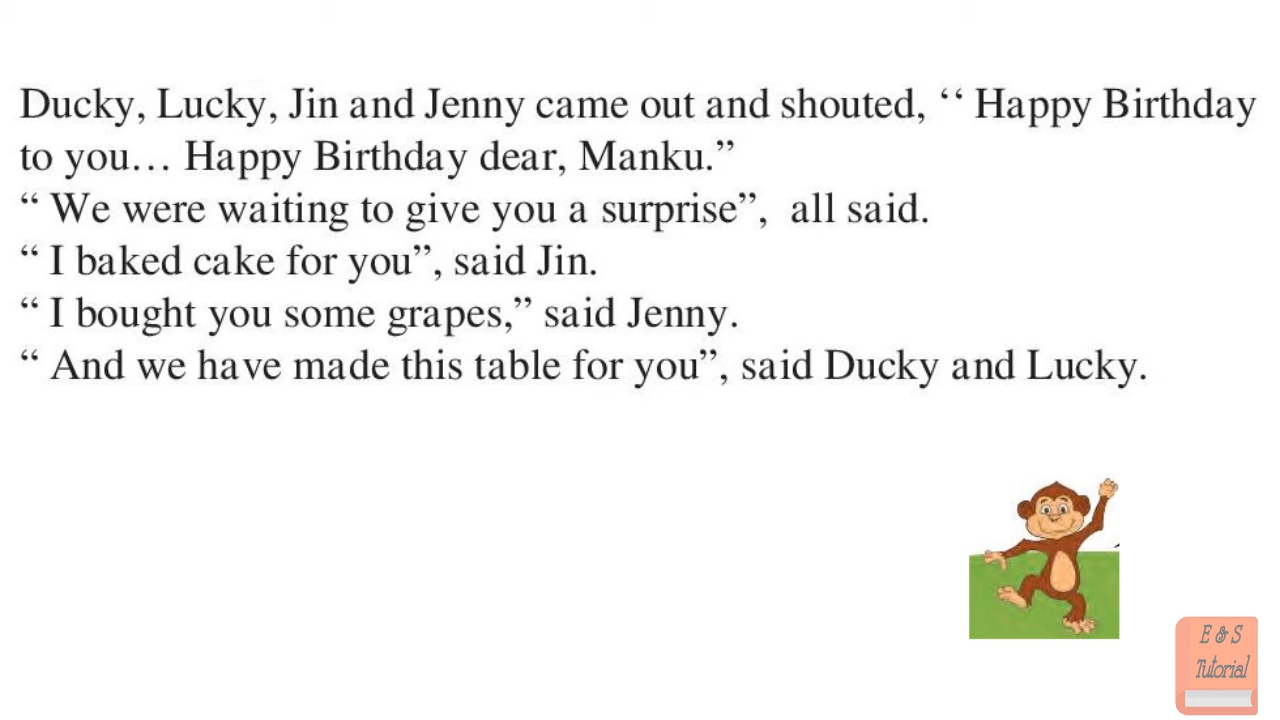 Ducky, Lucky, Jin and Jenny came out and shouted, ‘‘ Happy Birthday
to you… Happy Birthday dear, Manku.”
“ We were waiting to give you a surprise”,  all said.
“ I baked cake for you”, said Jin.
“ I bought you some grapes,” said Jenny.
“ And we have made this table for you”, said Ducky and Lucky.
E & S
Tutorial